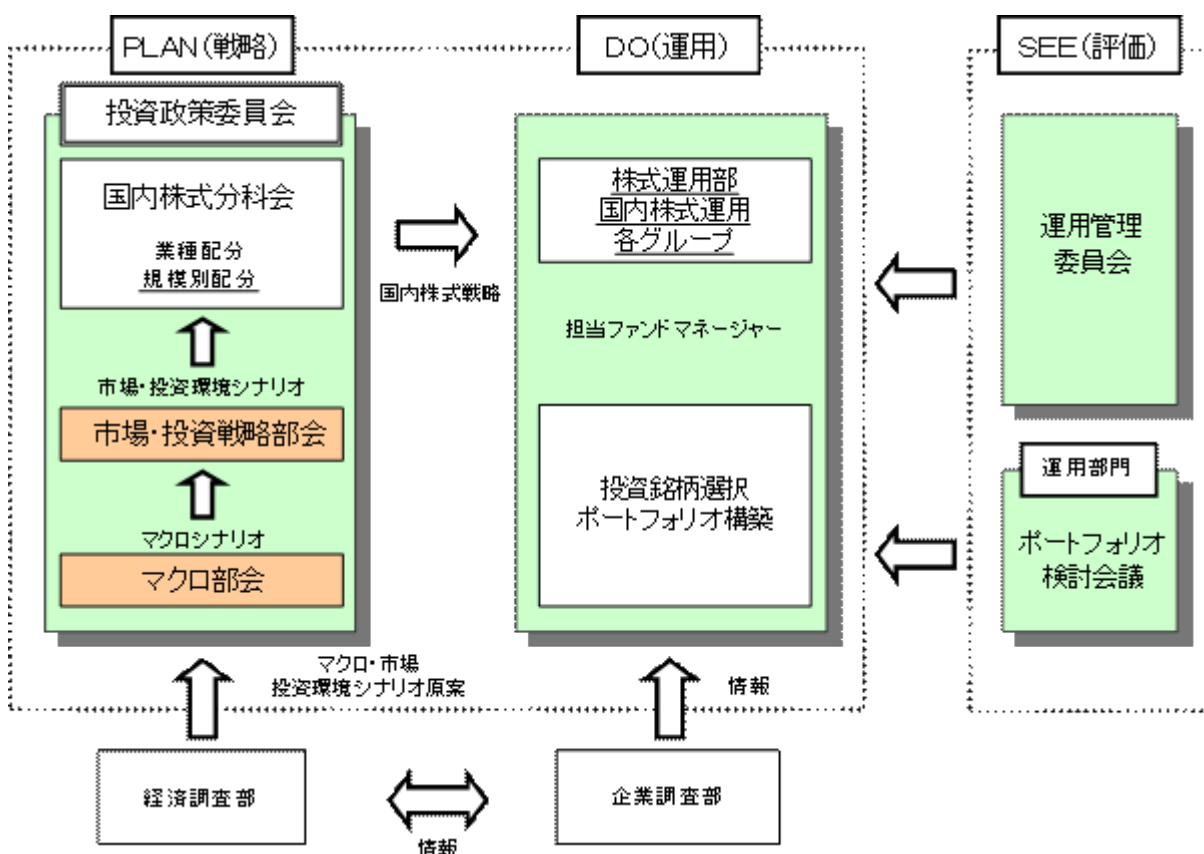 PLAN(戦略)
投資政策委員会
国内株式分科会
業種配分
規模別配分
市場・投資環境シナリオ
市場・投資戦略部会
マクロシナリオ
マクロ部会
国内株式戦略
DO(運用)
株式運用部
国内株式運用
各グループ
担当ファンドマネージャー
投資銘柄選択
ポートフォリオ構築
SEE(評価)
運用管理
委員会
運用部門
ポートフォリオ
検討会議
マクロ・市場
投資環境シナリオ原案
情報
経済調査部
情報
企業調査部